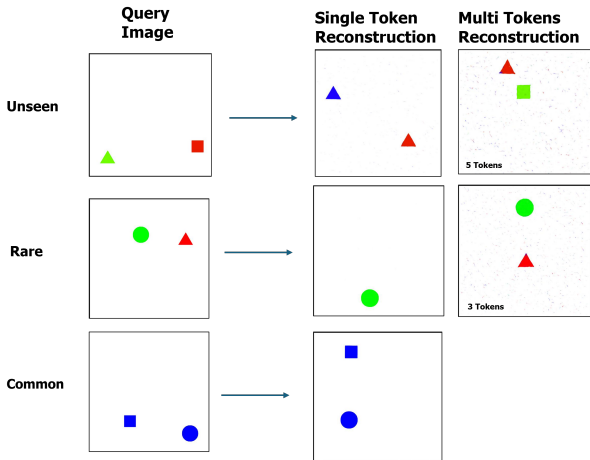 Query
Image
Single Token
Reconstruction
Multi Tokens
Reconstruction
Unseen
5 Tokens
Rare
3 Tokens
Common